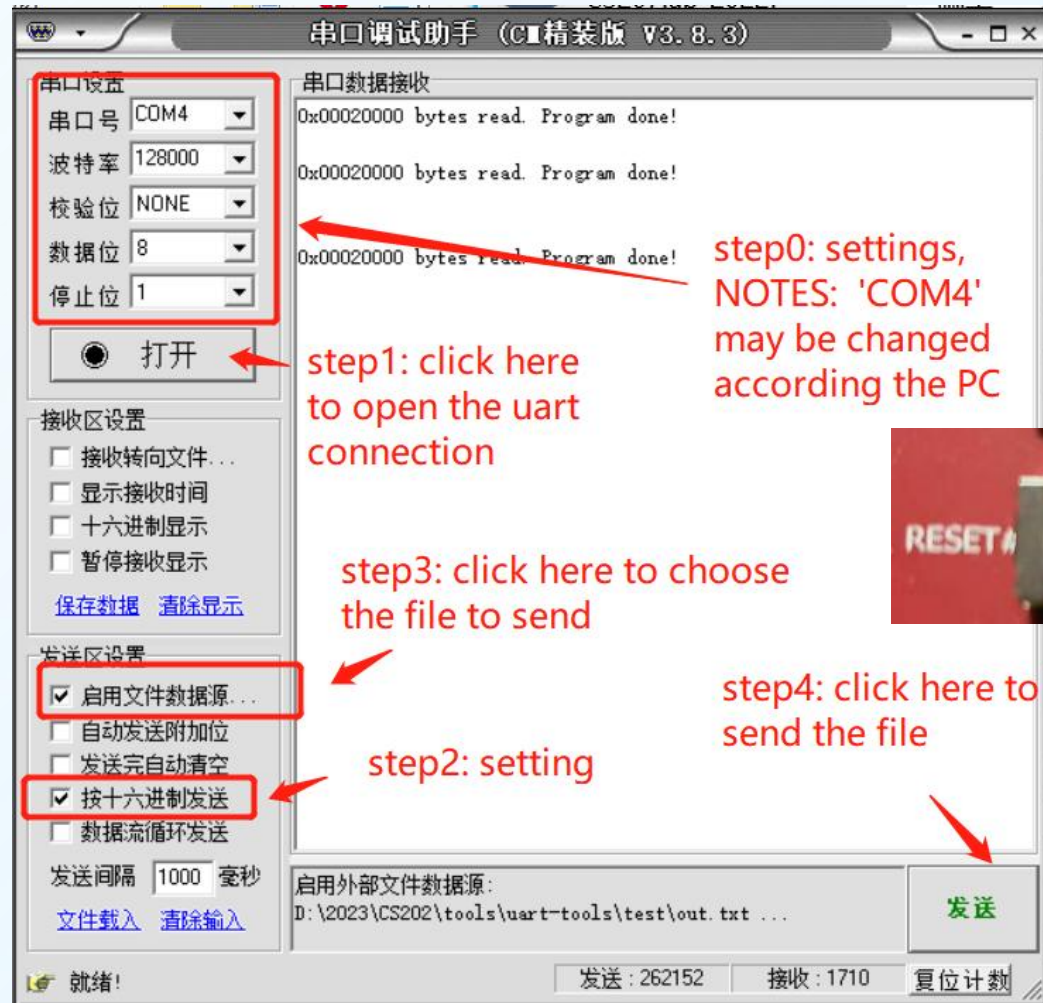 串口调试助手 (CM精装版 V3.8.3)
串口设置
串口号 COM4
波特率 128000
校验位 NONE
数据位 8
停止位 1
打开
接收区设置
接收转向文件...
显示接收时间
十六进制显示
暂停接收显示
保存数据 清除显示
发送区设置
启用文件数据源...
自动发送附加位
发送完自动清空
按十六进制发送
数据流循环发送
发送间隔 1000 毫秒
文件载入 清除输入
串口数据接收
0x00020000 bytes read. Program done!
0x00020000 bytes read. Program done!
0x00020000 bytes read. Program done!
step0: settings,
NOTES: 'COM4'
may be changed
according the PC
step1: click here
to open the uart
connection
RESET#
step3: click here to choose
the file to send
step4: click here to
send the file
step2: setting
启用外部文件数据源:
D:\2023\CS202\tools\uart-tools\test\out.txt ...
发送
就绪!
发送:262152
接收:1710
复位计数